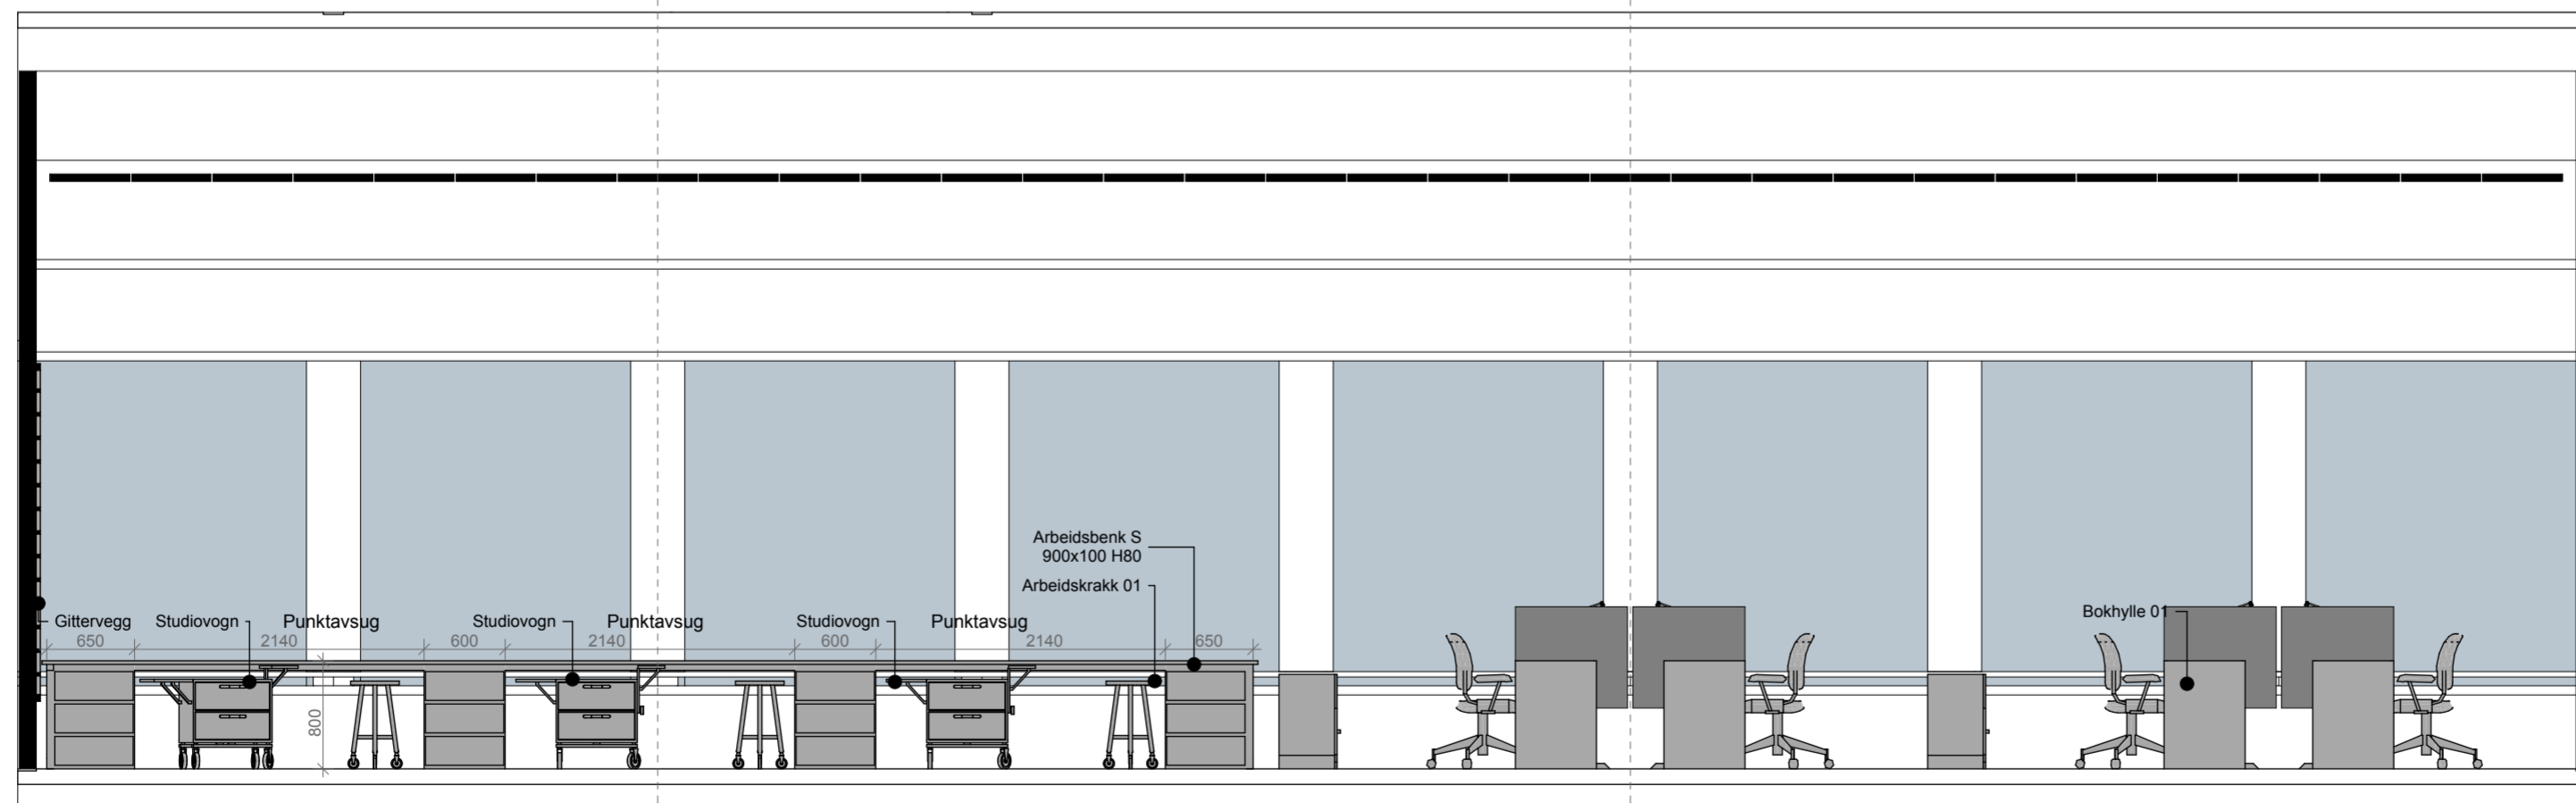 Arbeidsbenk S
900x100 H80
Arbeidskrakk 01
Bokhylle 01
Gittervegg
Studiovogn
Punktavsug
Studiovogn
Punktavsug
Studiovogn
Punktavsug
650
2140
600
2140
600
2140
650
800